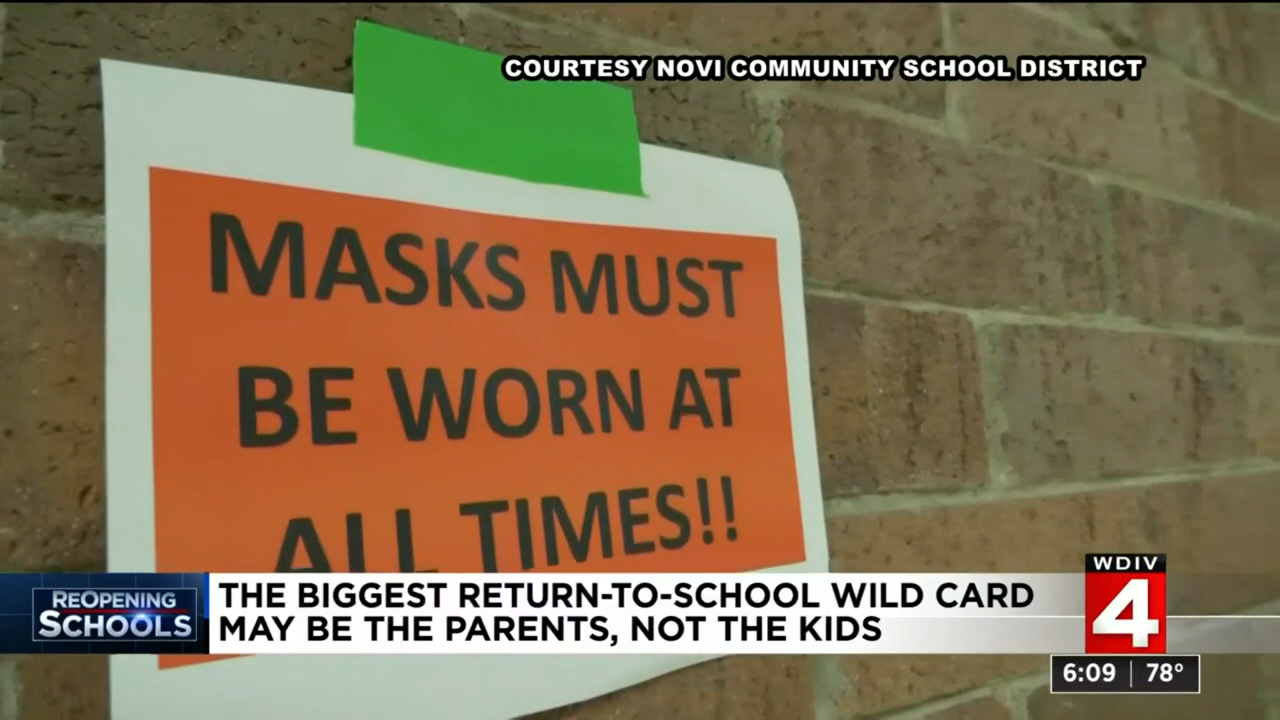 COURTESY NOVI COMMUNITY SCHOOL DISTRICT
MASKS MUST
BE WORN AT
ALL TIMES!!
REOPENING
SCHOOLS
THE BIGGEST RETURN-TO-SCHOOL WILD CARD
MAY BE THE PARENTS, NOT THE KIDS
WDIV
4
6:09 78°